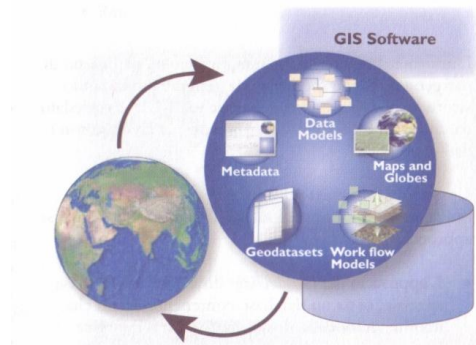 GIS Software
Data
Models
Metadata
Maps and
Globes
Geodatasets
Work flow
Models